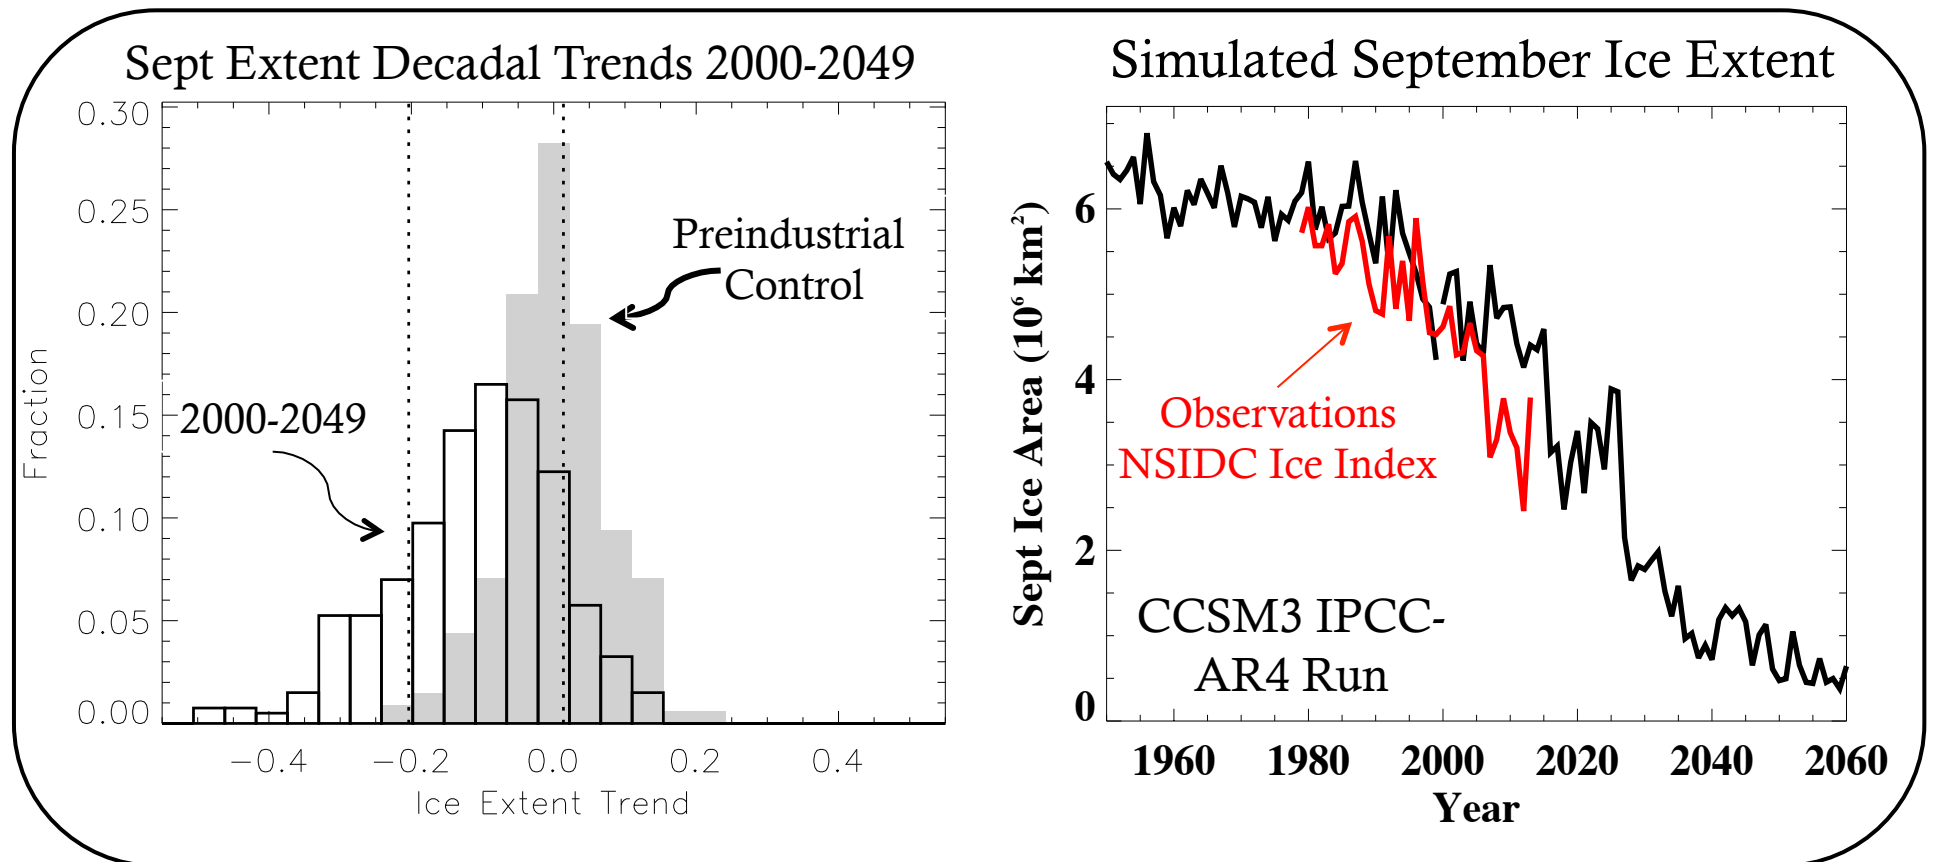 Sept Extent Decadal Trends 2000-2049
0.30
0.25
0.20
0.15
0.10
0.05
0.00
Fraction
−0.4 −0.2 0.0 0.2 0.4
Ice Extent Trend
Preindustrial
Control
2000-2049
Simulated September Ice Extent
6
4
2
0
Sept Ice Area (10⁶ km²)
1960 1980 2000 2020 2040 2060
Year
Observations
NSIDC Ice Index
CCSM3 IPCC-
AR4 Run